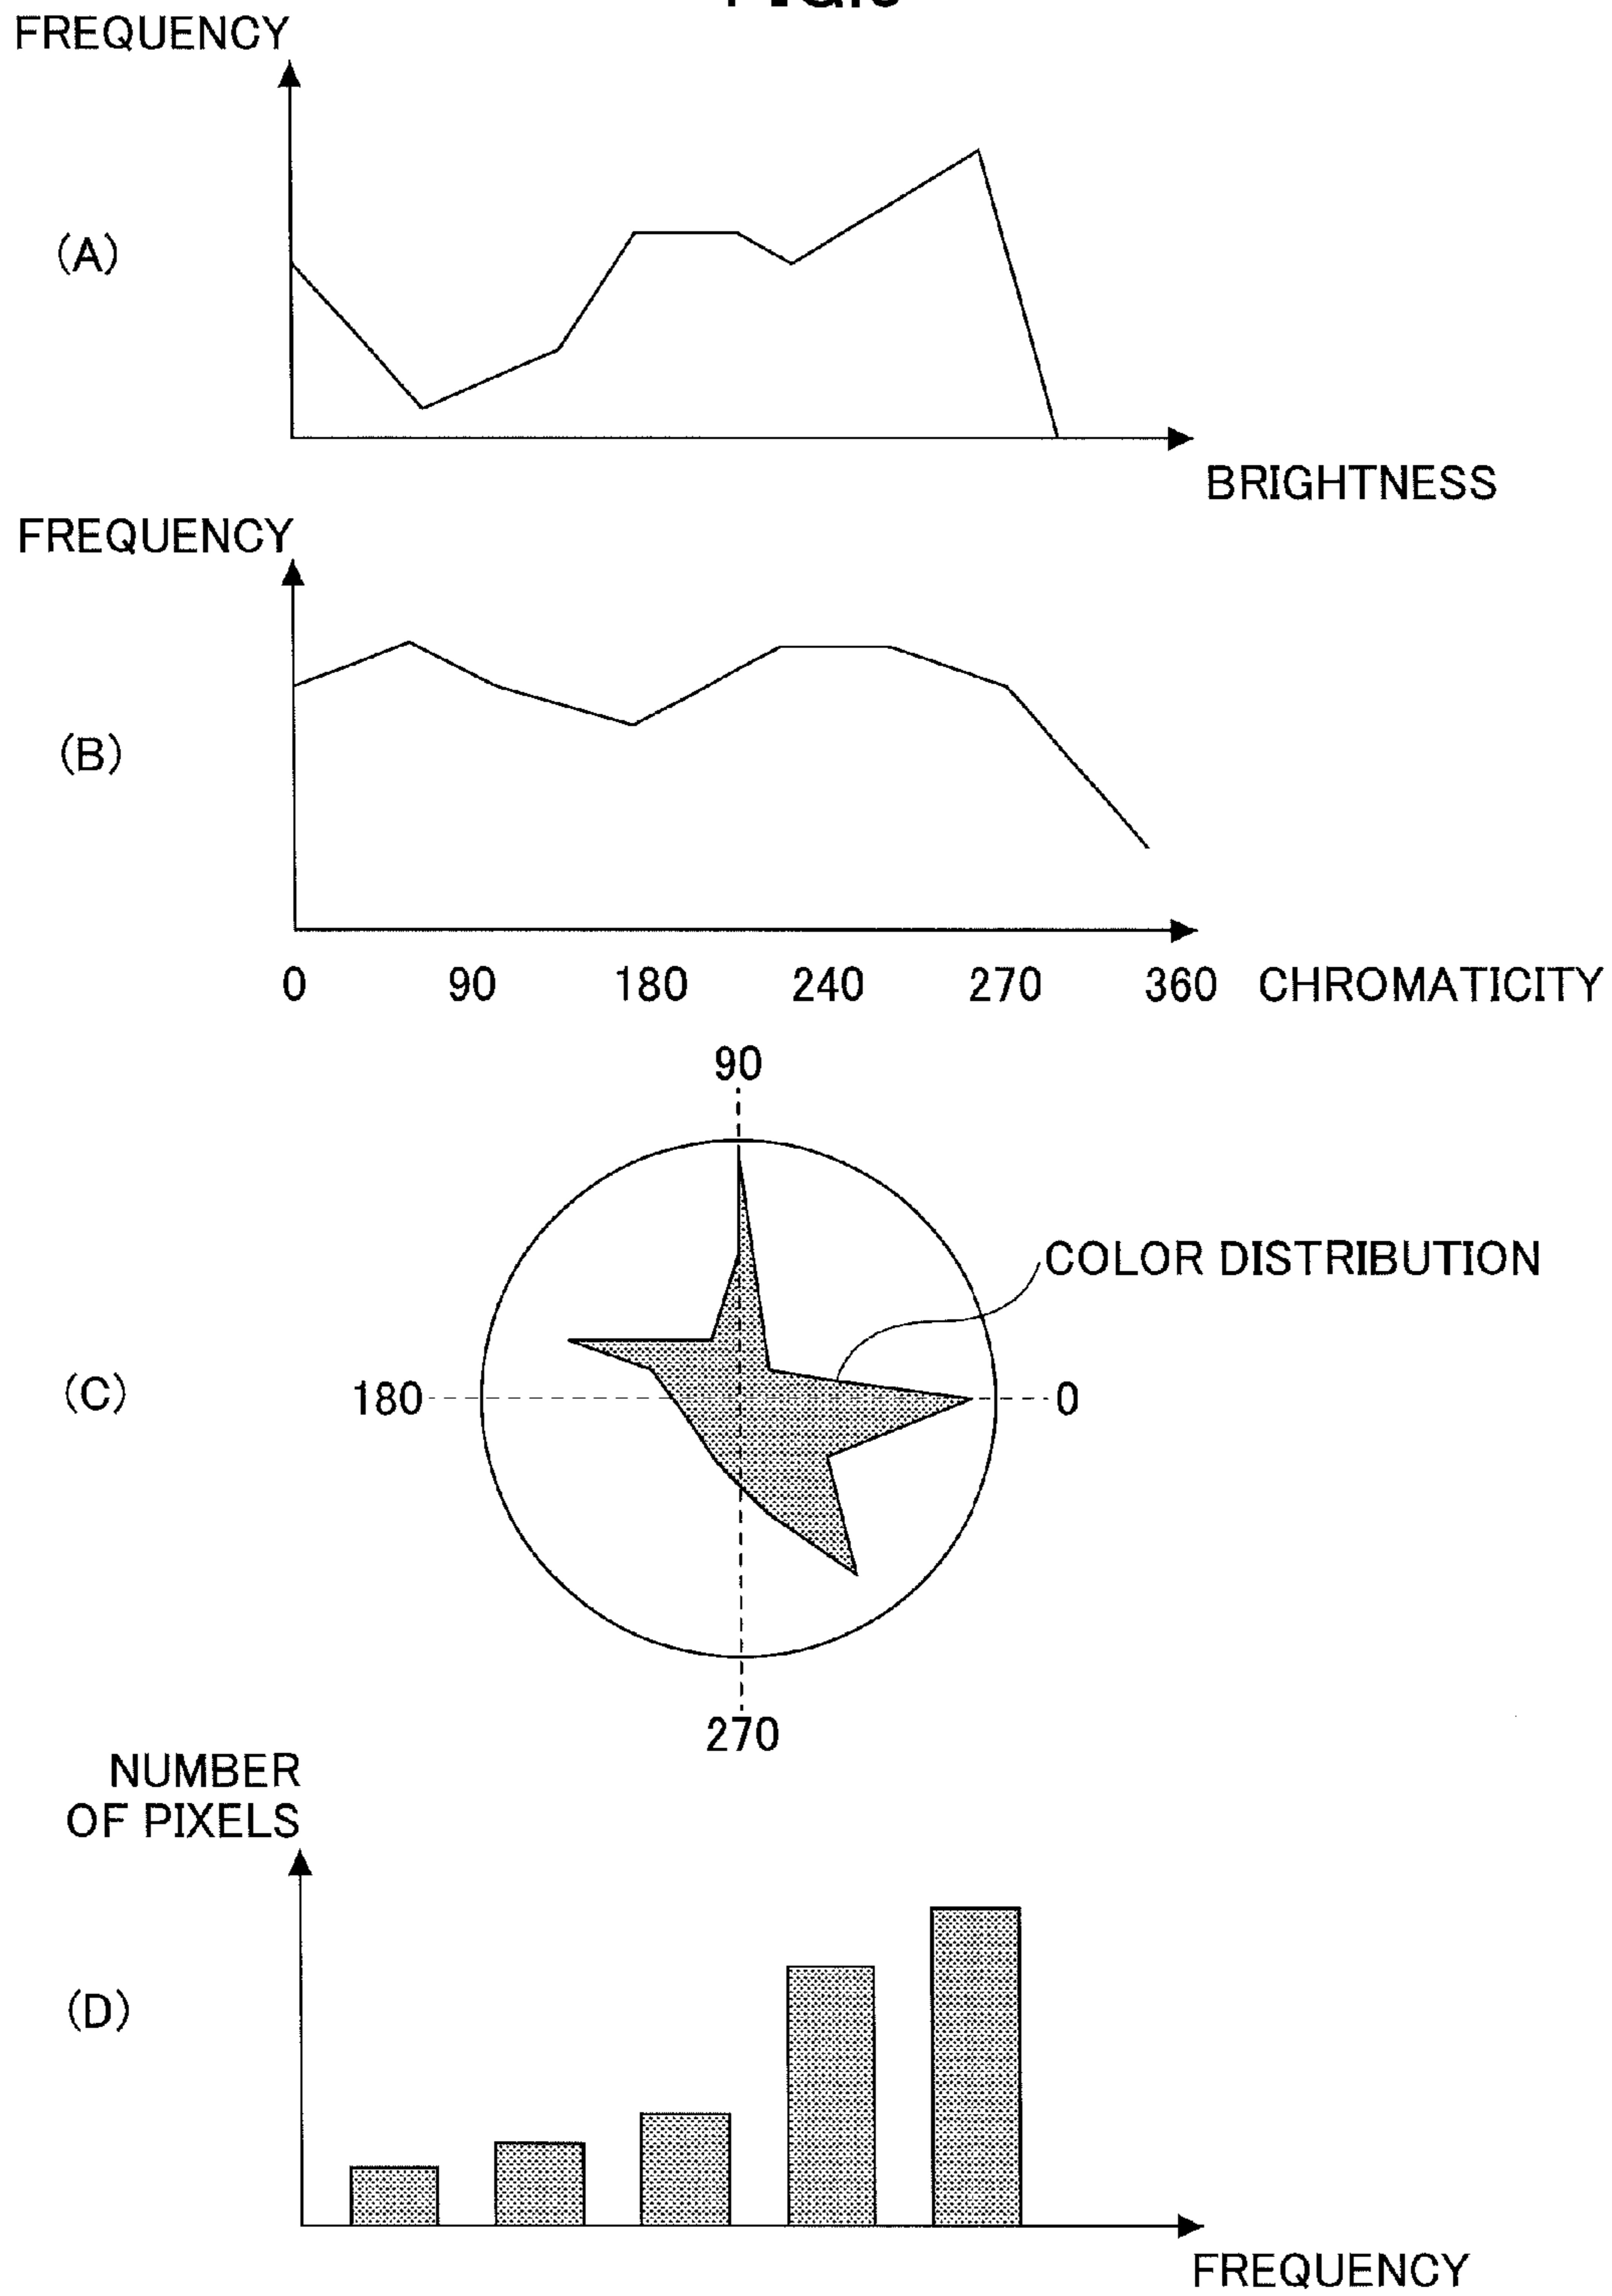 FREQUENCY
(A)
BRIGHTNESS
FREQUENCY
(B)
0 90 180 240 270 360 CHROMATICITY
90
COLOR DISTRIBUTION
(C)
180
0
270
NUMBER
OF PIXELS
(D)
FREQUENCY